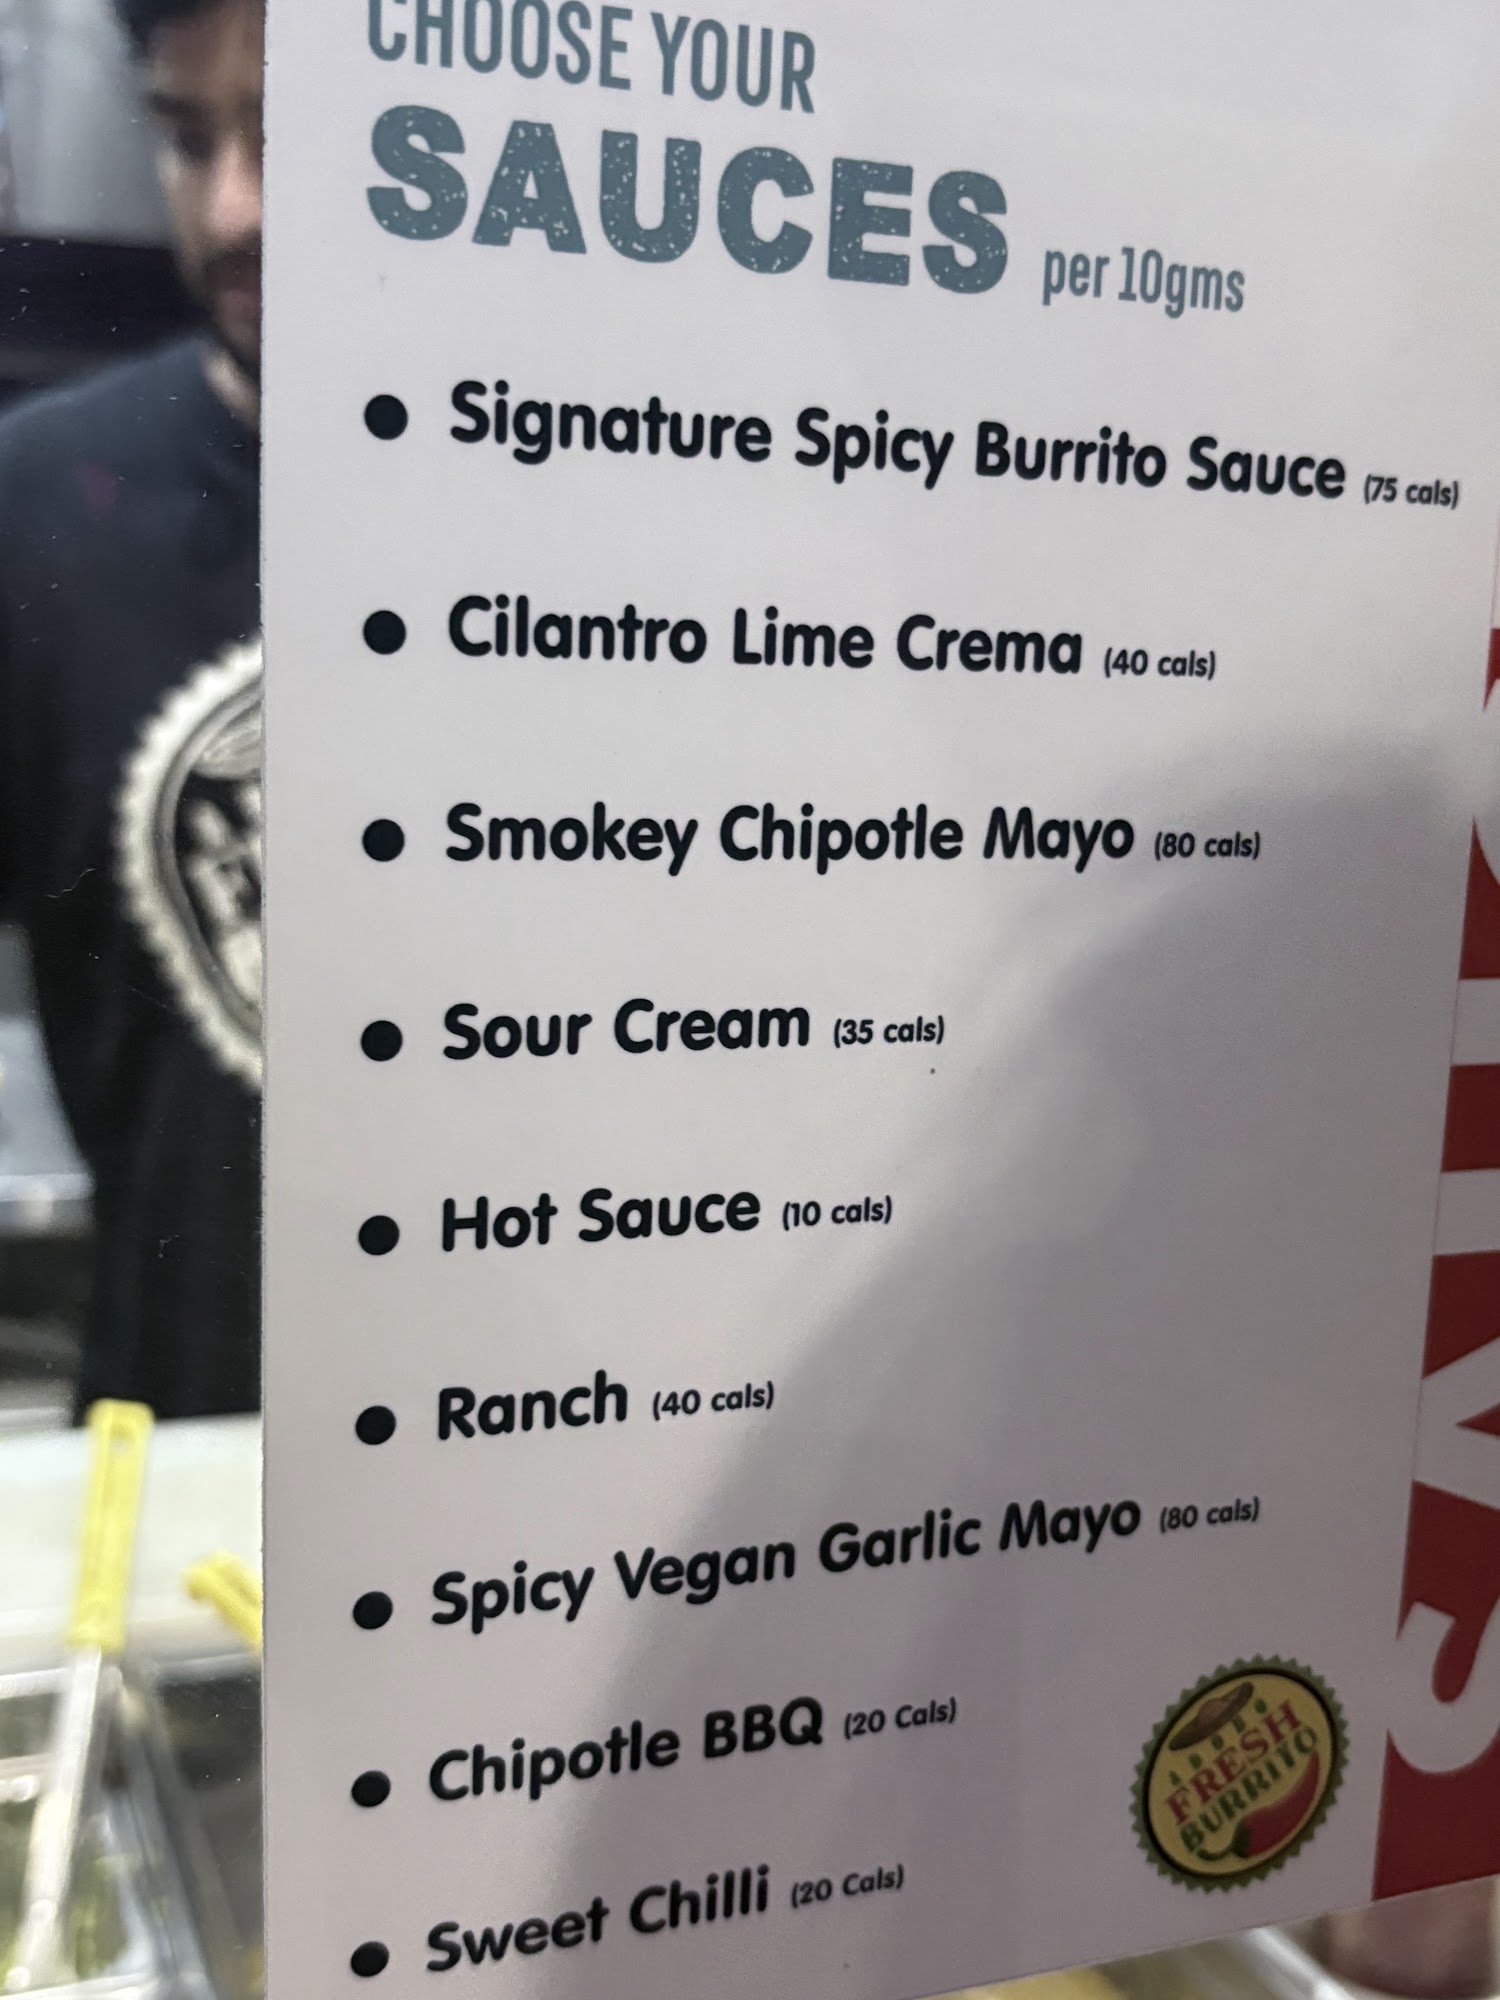 CHOOSE YOUR
SAUCES per 10gms
● Signature Spicy Burrito Sauce (75 cals)
● Cilantro Lime Crema (40 cals)
● Smokey Chipotle Mayo (80 cals)
● Sour Cream (35 cals)
● Hot Sauce (10 cals)
● Ranch (40 cals)
● Spicy Vegan Garlic Mayo (80 cals)
● Chipotle BBQ (20 Cals)
● Sweet Chilli (20 Cals)
ADDDO
FRESH
BURRITO